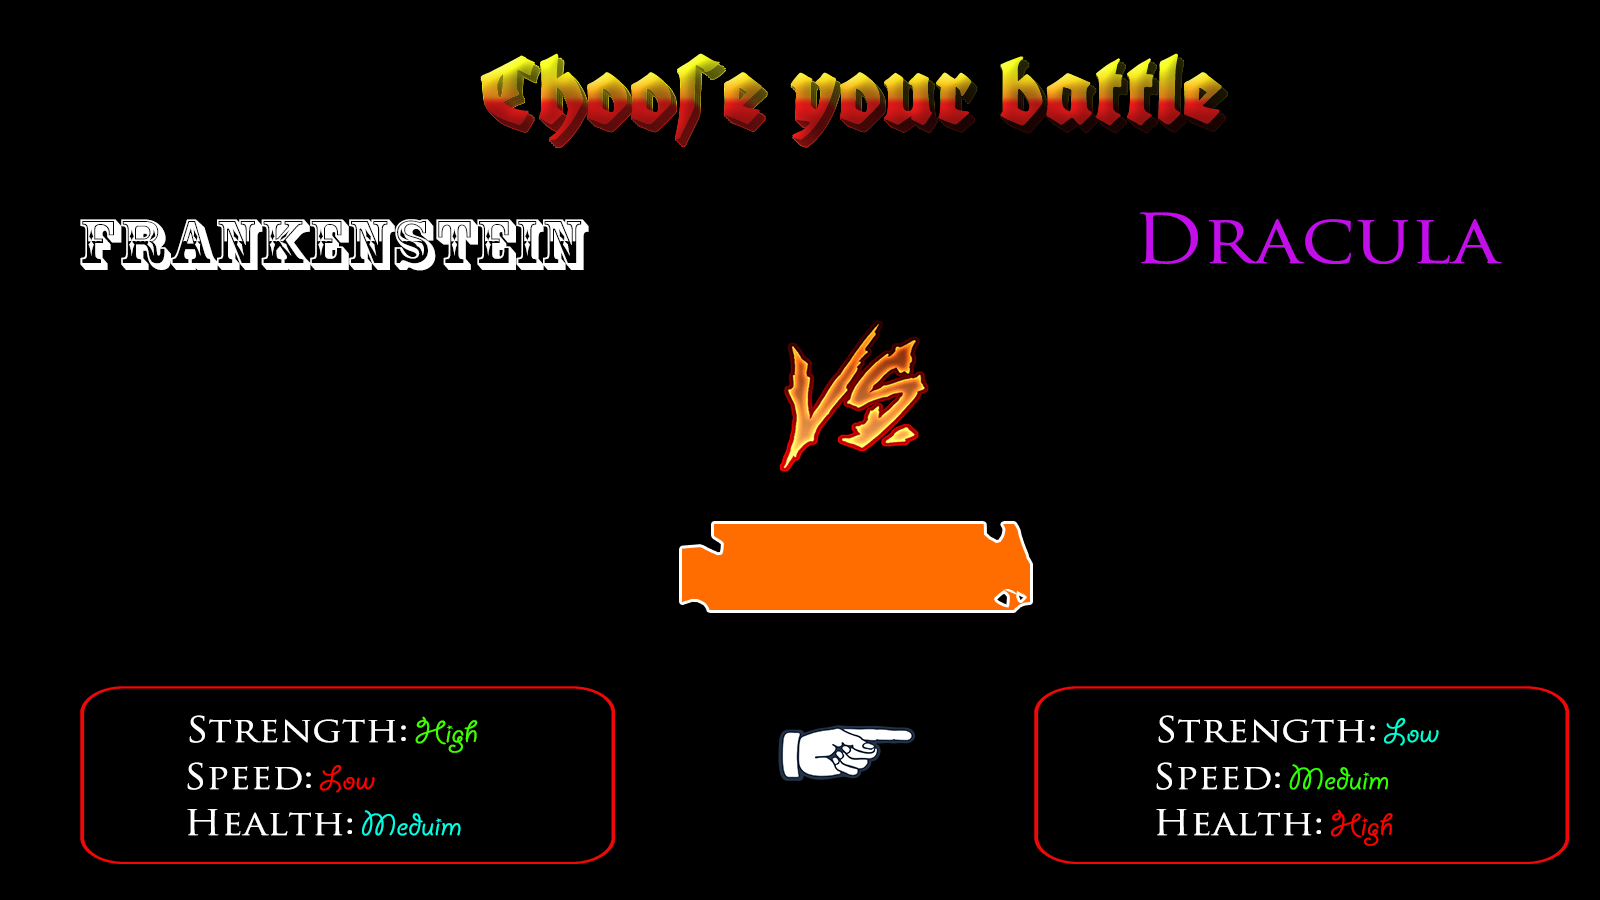 Chooſe your battle
FRANKENSTEIN
DRACULA
VS.
STRENGTH: High
SPEED: Low
HEALTH: Meduim
STRENGTH: Low
SPEED: Meduim
HEALTH: High